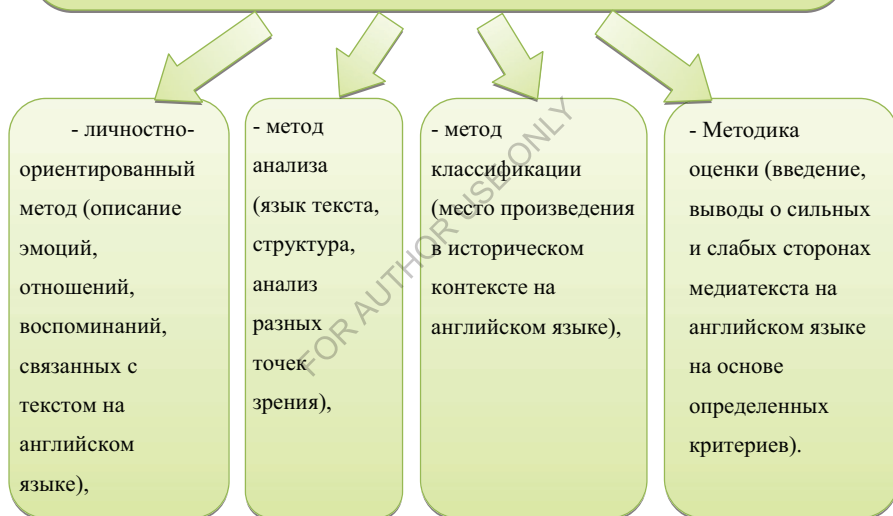 - личностно-
ориентированный
метод (описание
эмоций,
отношений,
воспоминаний,
связанных с
текстом на
английском
языке),
- метод
анализа
(язык текста,
структура,
анализ
разных
точек
зрения),
- метод
классификации
(место произведения
в историческом
контексте на
английском языке),
- Методика
оценки (введение,
выводы о сильных
и слабых сторонах
медиатекста на
английском языке
на основе
определенных
критериев).
FOR AUTHOR USE ONLY